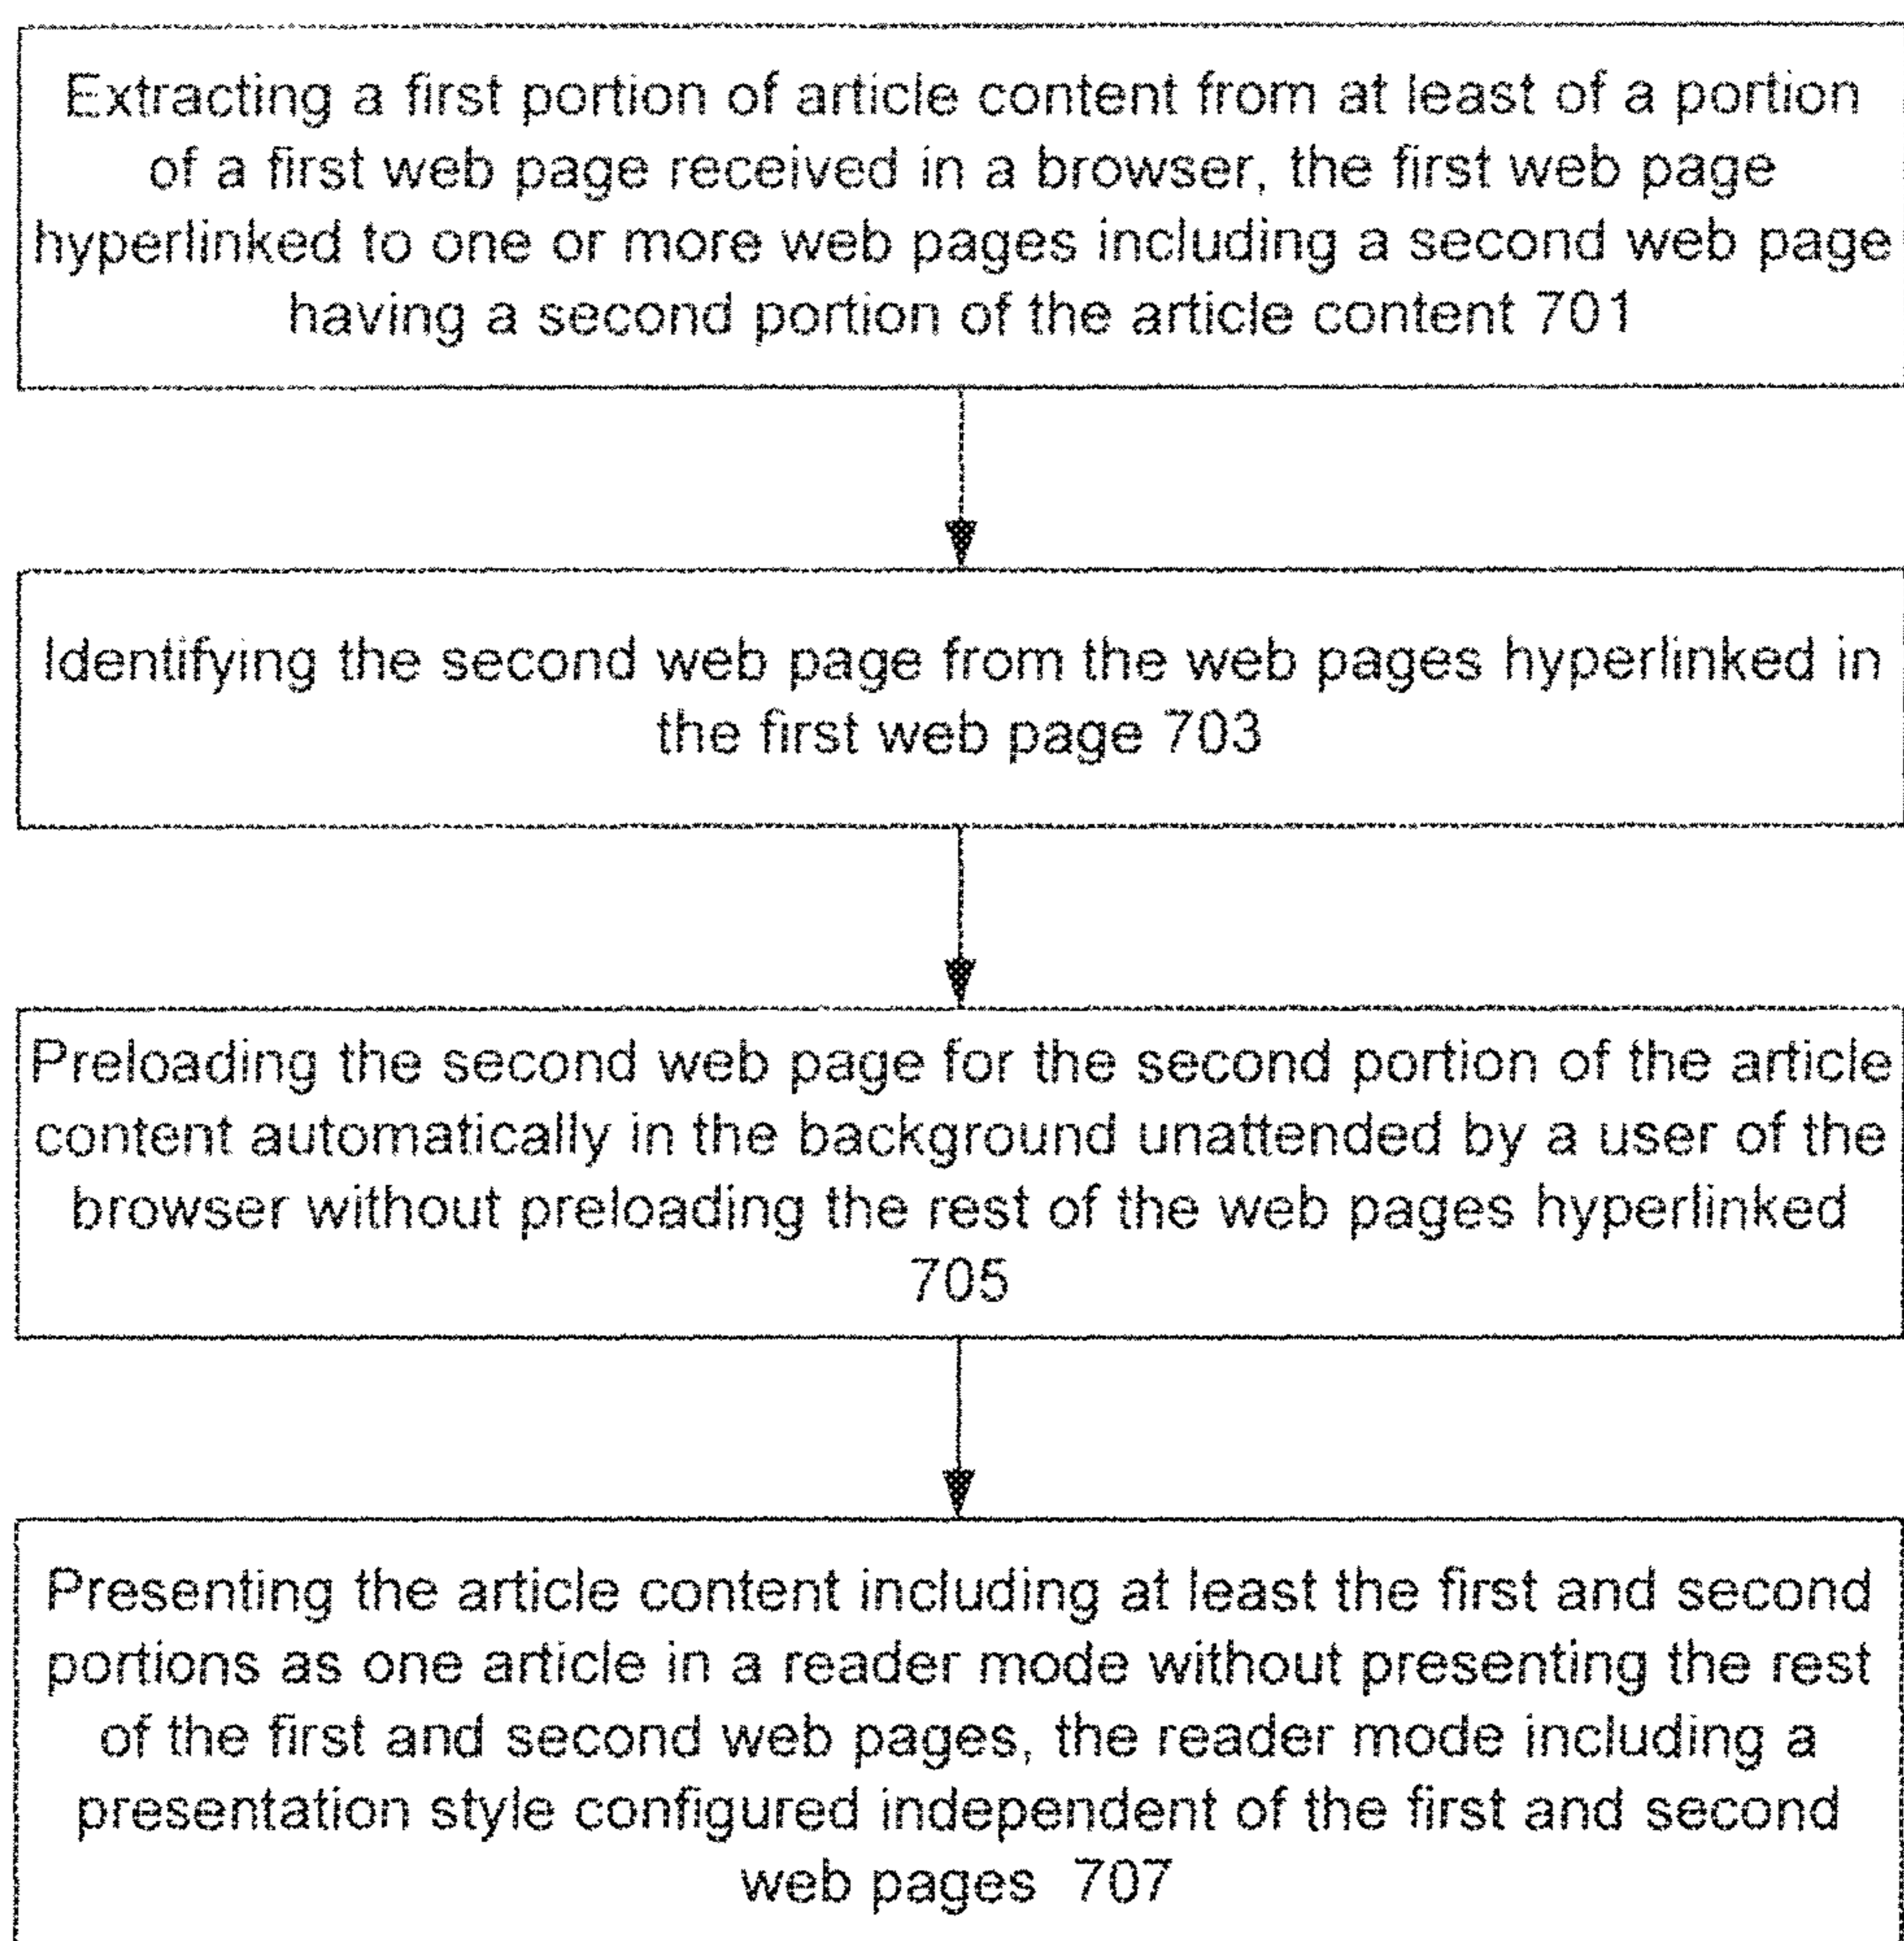 Extracting a first portion of article content from at least of a portion
of a first web page received in a browser, the first web page
hyperlinked to one or more web pages including a second web page
having a second portion of the article content 701
Identifying the second web page from the web pages hyperlinked in
the first web page 703
Preloading the second web page for the second portion of the article
content automatically in the background unattended by a user of the
browser without preloading the rest of the web pages hyperlinked
705
Presenting the article content including at least the first and second
portions as one article in a reader mode without presenting the rest
of the first and second web pages, the reader mode including a
presentation style configured independent of the first and second
web pages 707